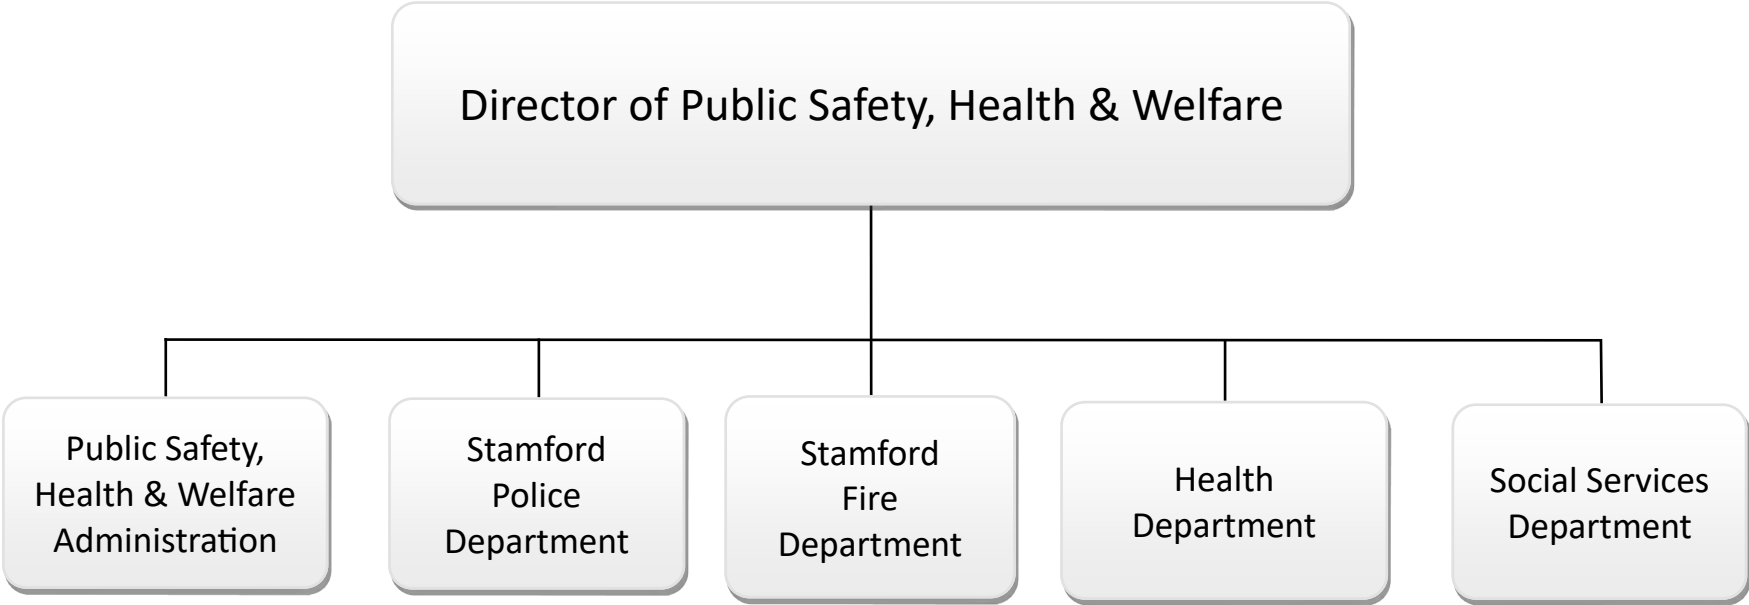 Director of Public Safety, Health & Welfare
Public Safety,
Health & Welfare
Administration
Stamford
Police
Department
Stamford
Fire
Department
Health
Department
Social Services
Department